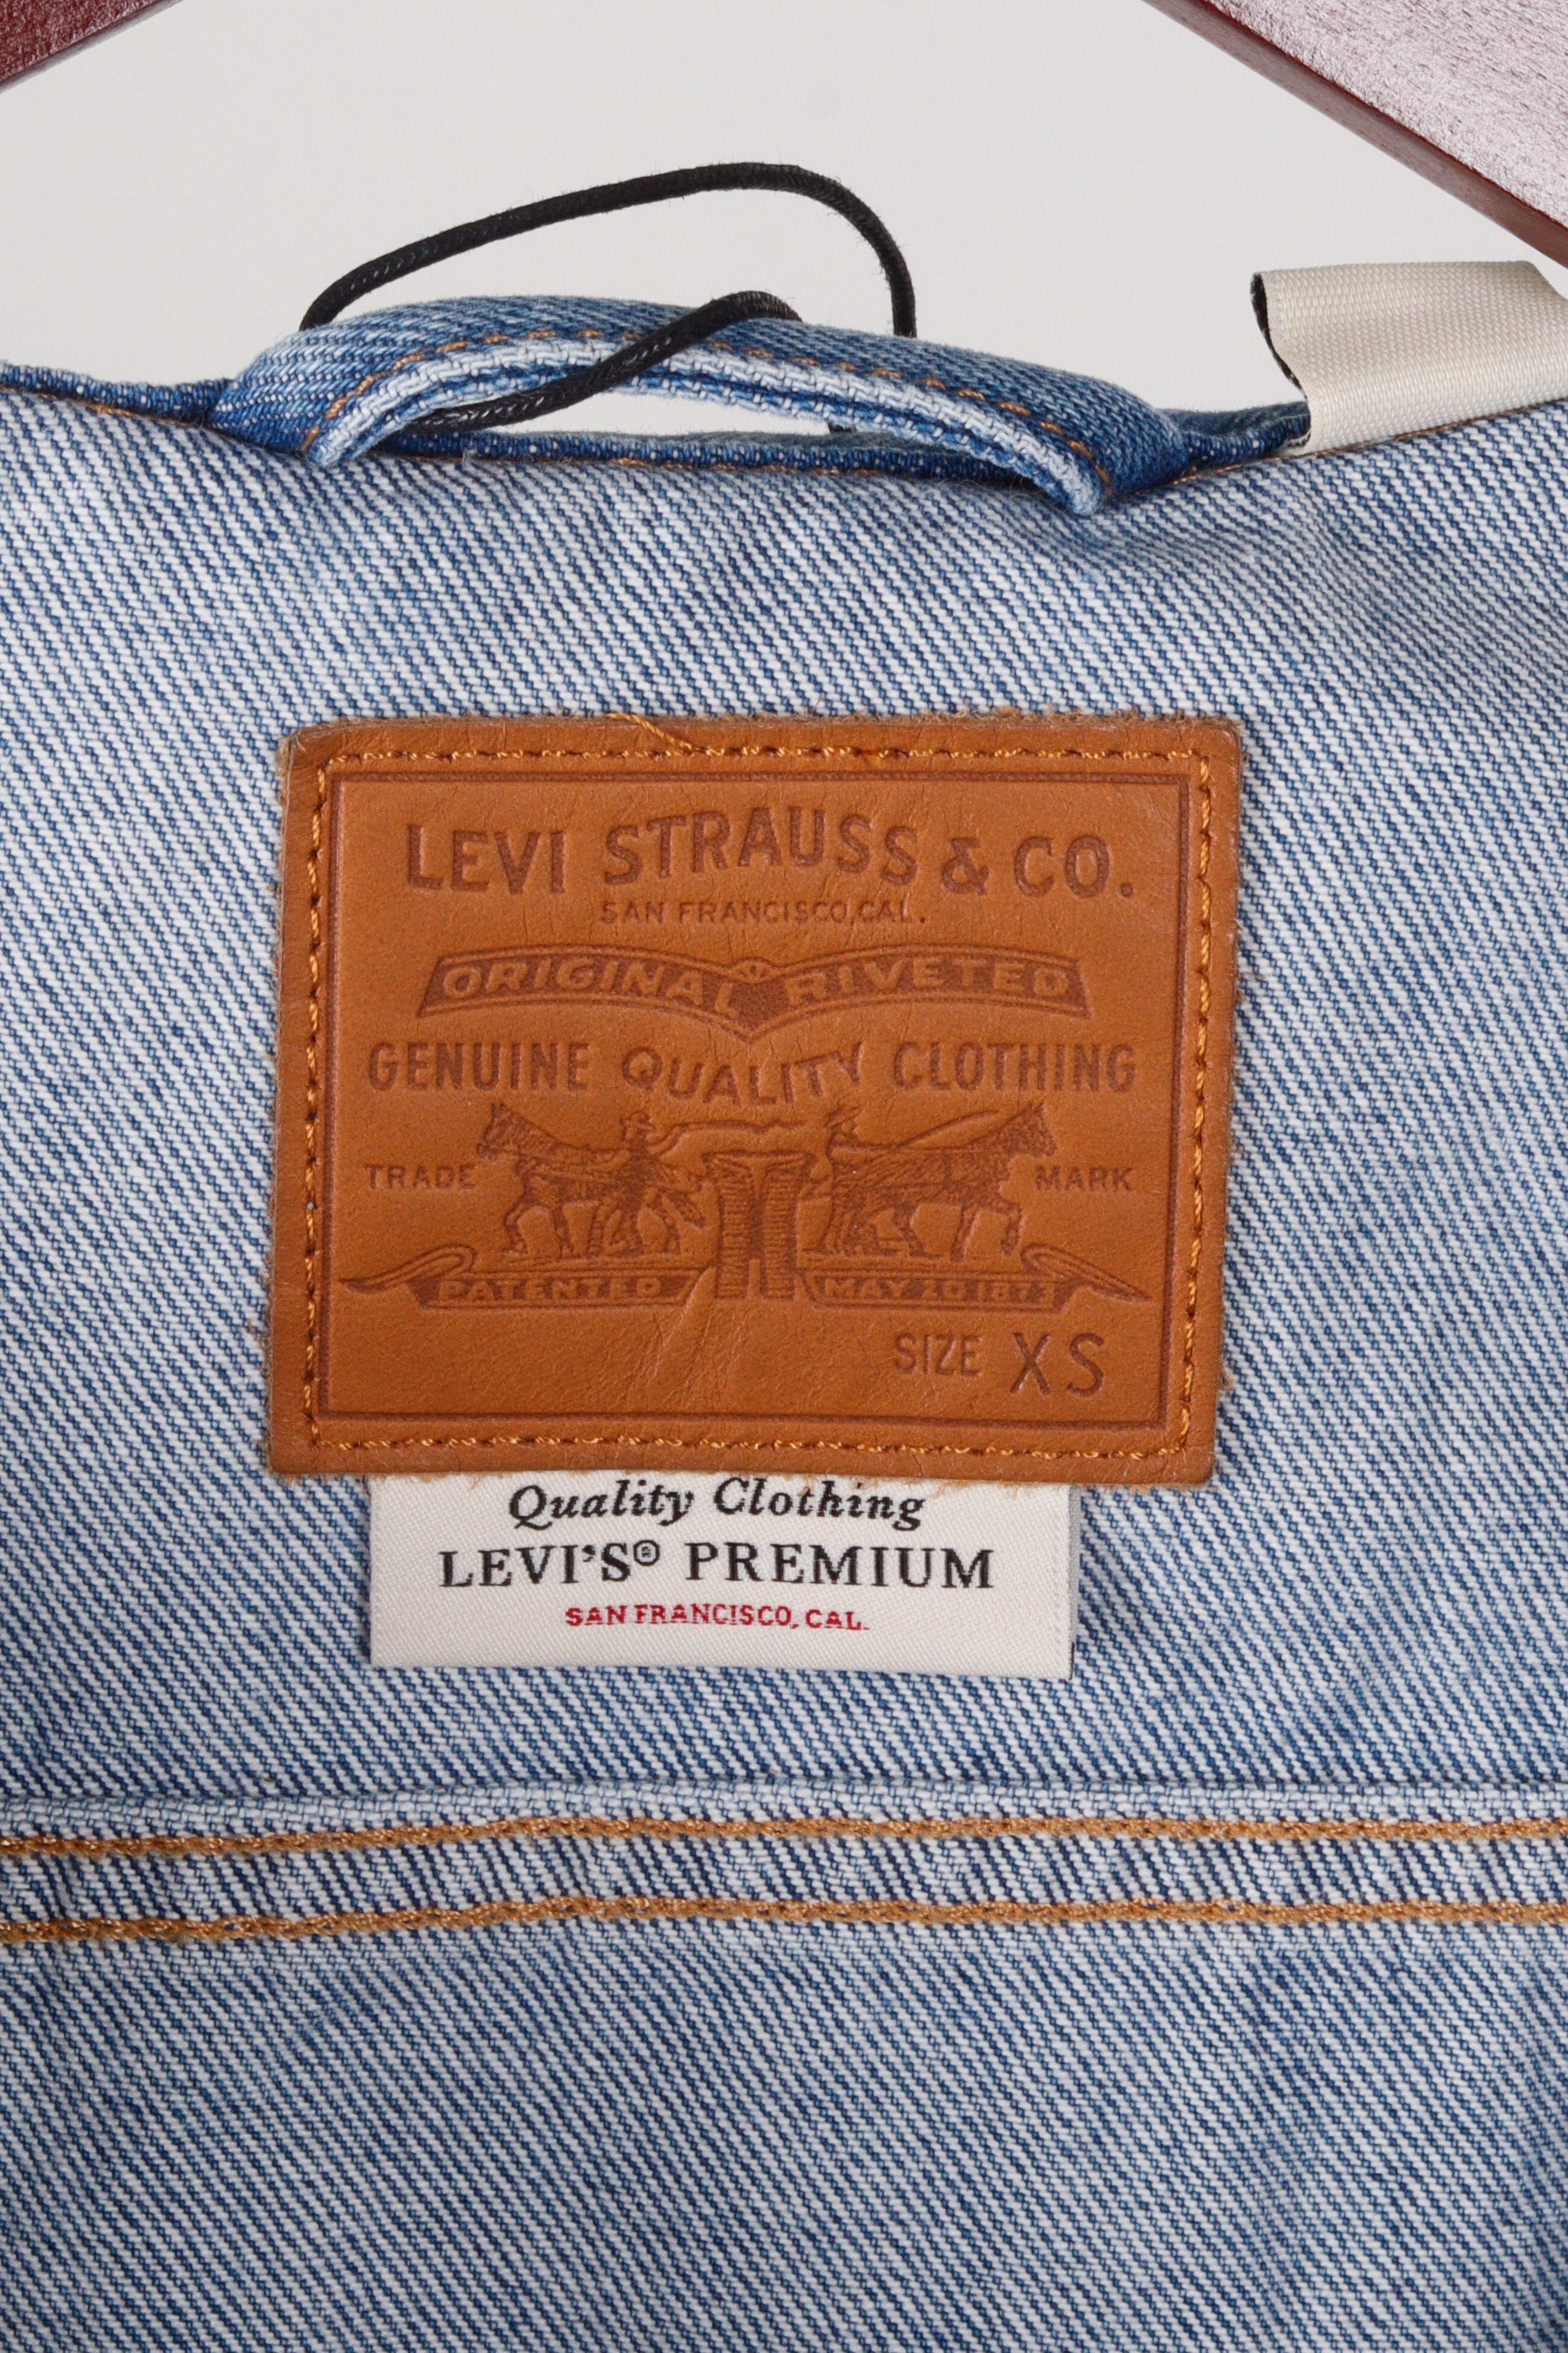 LEVI STRAUSS & CO.
SAN FRANCISCO, CAL.
ORIGINAL RIVETED
GENUINE QUALITY CLOTHING
TRADE MARK
PATENTED MAY 20 1873
SIZE XS
Quality Clothing
LEVI'S® PREMIUM
SAN FRANCISCO, CAL.